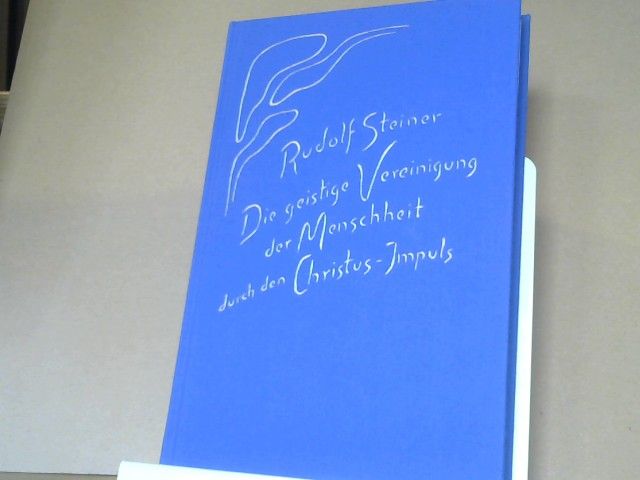 Rudolf Steiner
Die geistige Vereinigung
der Menschheit
durch den Christus-Impuls